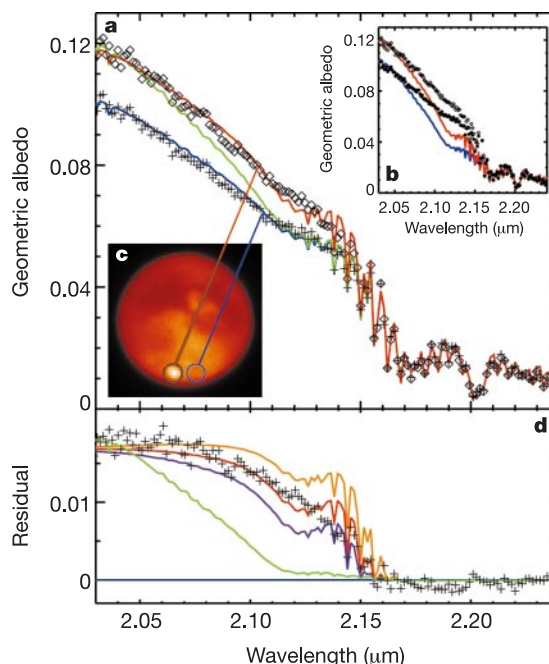 a
0.12
0.08
0.04
0
Geometric albedo
b
0.12
0.08
0.04
0
Geometric albedo
2.05 2.10 2.15 2.20
Wavelength (μm)
c
d
0.01
0
Residual
2.05 2.10 2.15 2.20
Wavelength (μm)